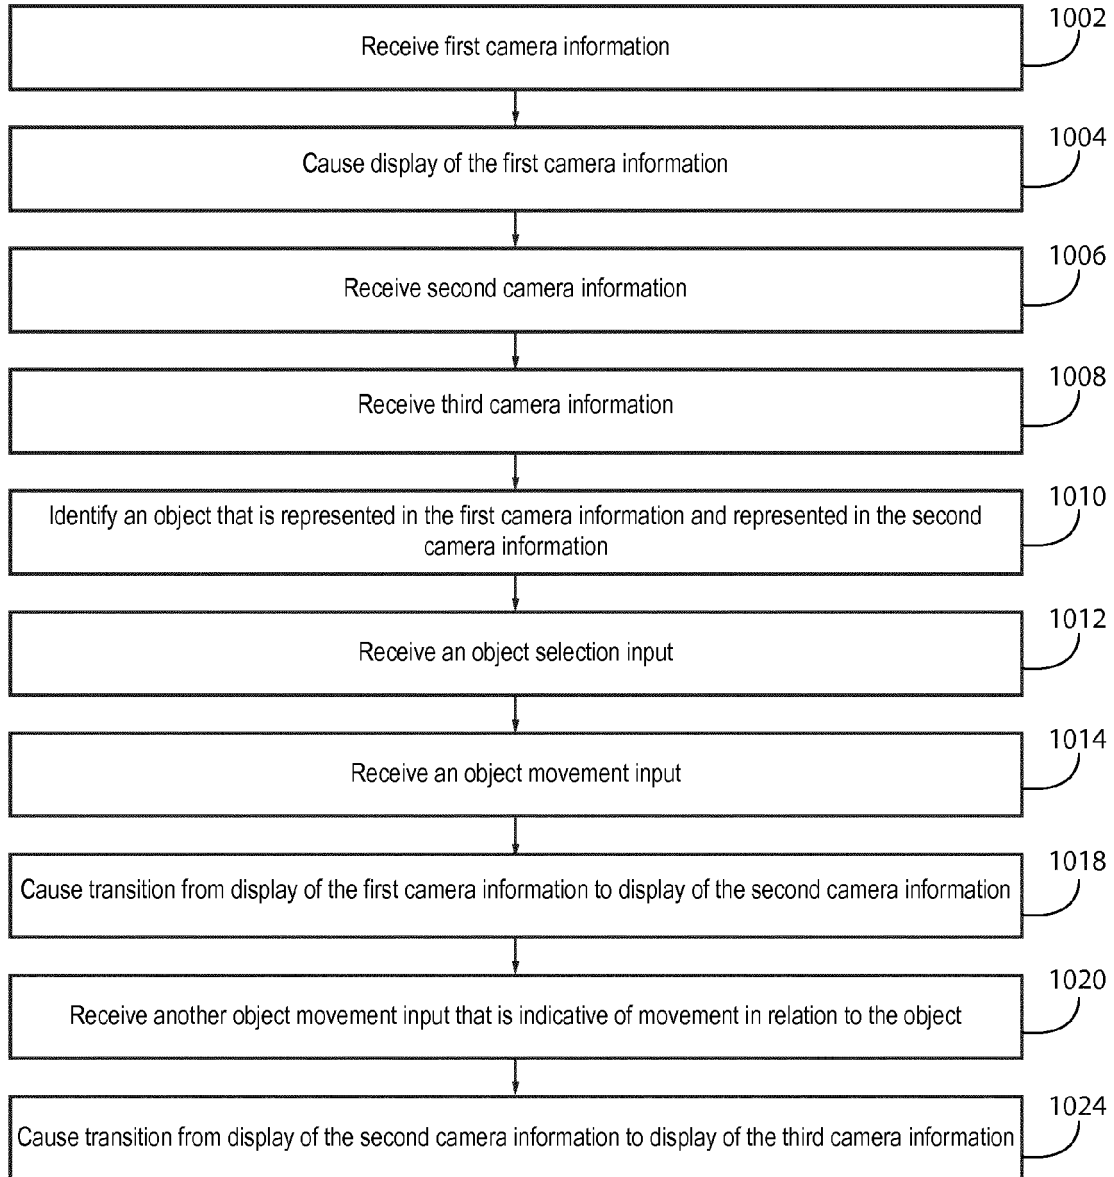 1002
Receive first camera information
1004
Cause display of the first camera information
1006
Receive second camera information
1008
Receive third camera information
1010
Identify an object that is represented in the first camera information and represented in the second
camera information
1012
Receive an object selection input
1014
Receive an object movement input
1018
Cause transition from display of the first camera information to display of the second camera information
1020
Receive another object movement input that is indicative of movement in relation to the object
1024
Cause transition from display of the second camera information to display of the third camera information